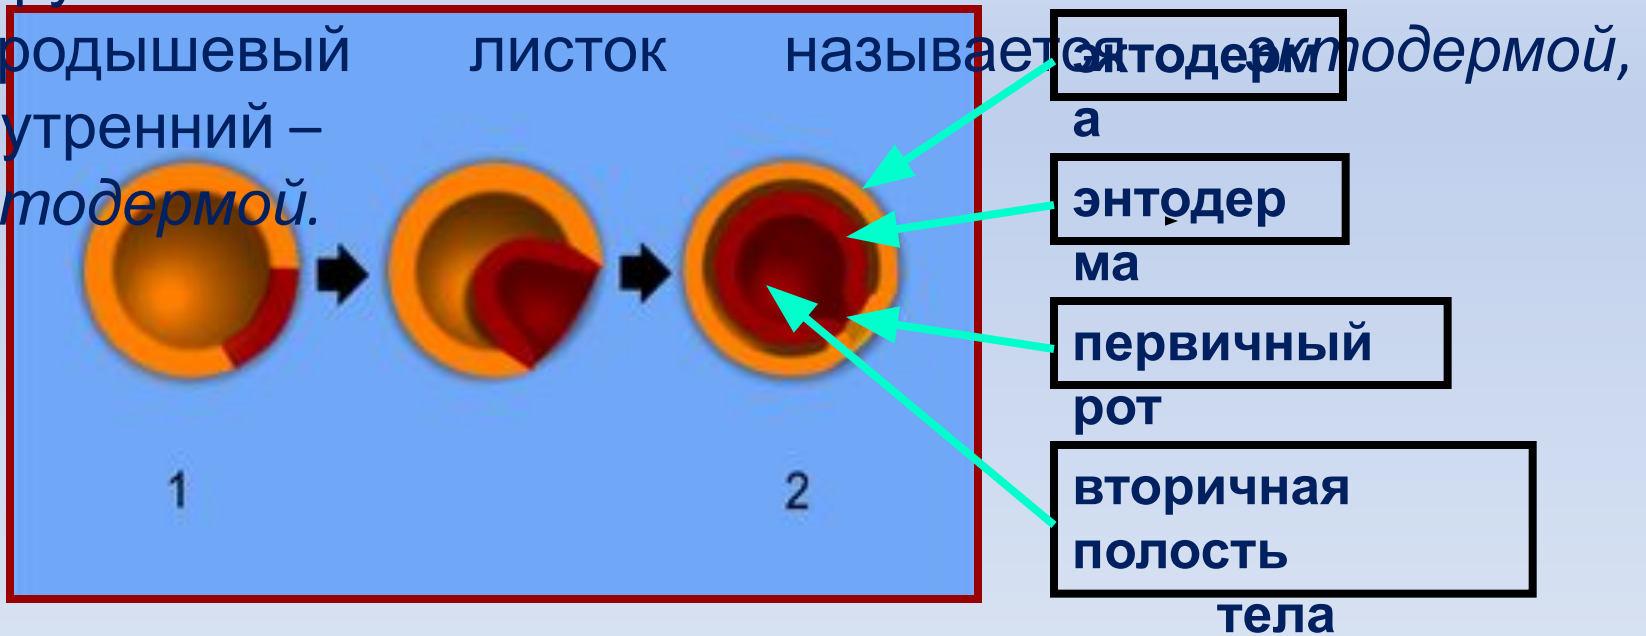 родышевый листок называется эктодермой,
утренний –
тодермой.
эктодерм
а
энтодер
ма
первичный
рот
вторичная
полость
тела
1
2